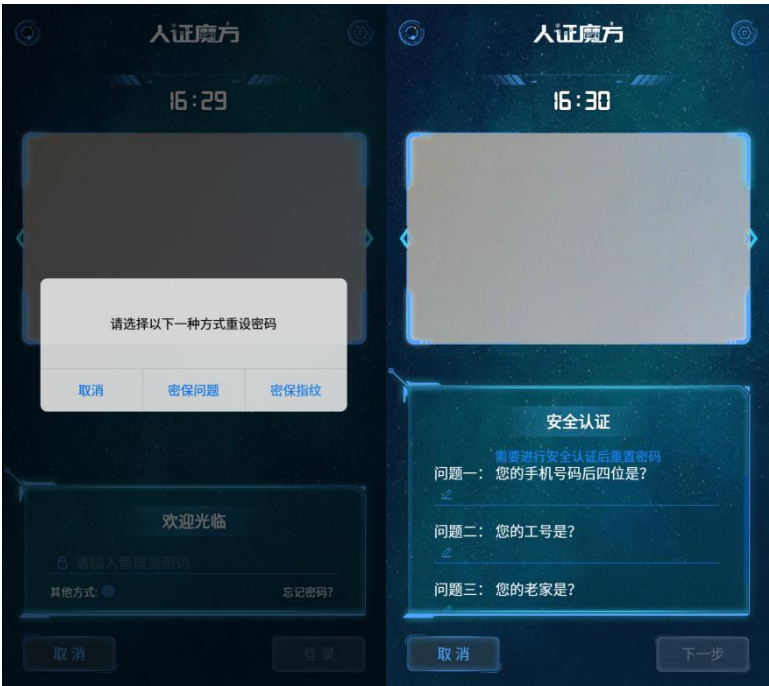 人证魔方
16:29
请选择以下一种方式重设密码
取消
密保问题
密保指纹
欢迎光临
请输入管理员密码
其他方式:
忘记密码?
取消
登录
人证魔方
16:30
安全认证
需要进行安全认证后重置密码
问题一: 您的手机号码后四位是?
问题二: 您的工号是?
问题三: 您的老家是?
取消
下一步